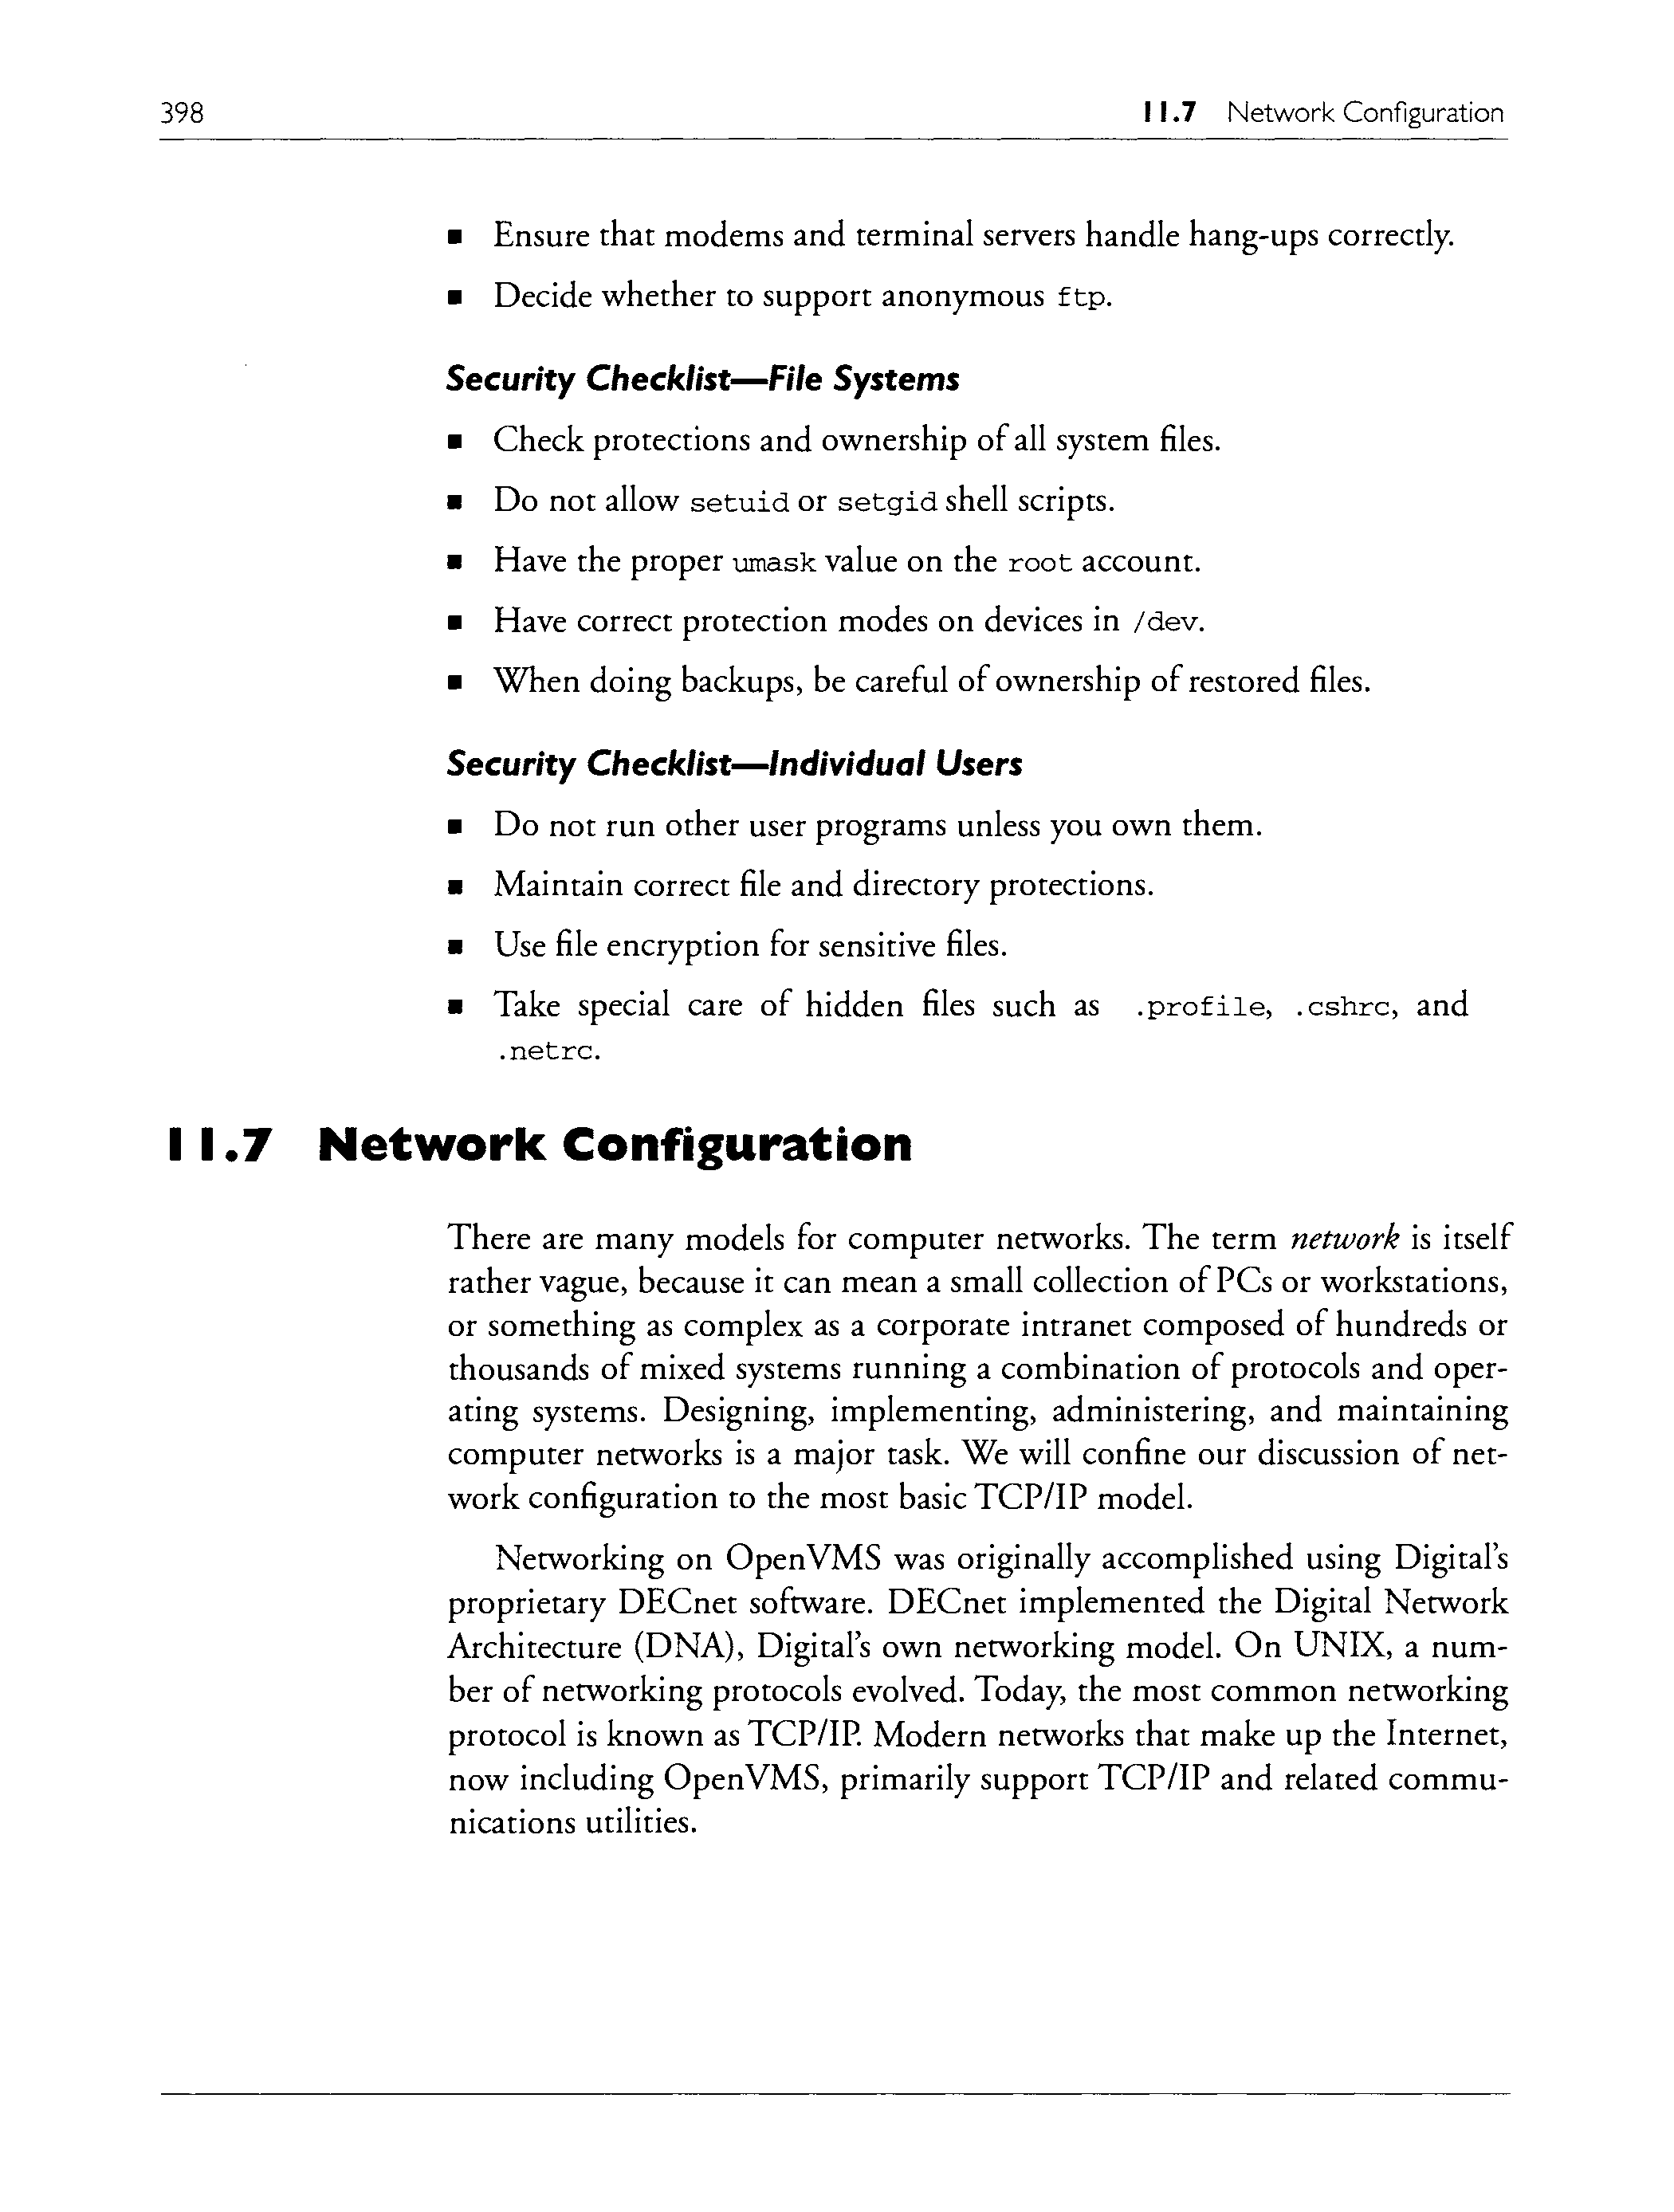 398
11.7 Network Configuration
■ Ensure that modems and terminal servers handle hang-ups correctly.
■ Decide whether to support anonymous ftp.
Security Checklist—File Systems
■ Check protections and ownership of all system files.
■ Do not allow setuid or setgid shell scripts.
■ Have the proper umask value on the root account.
■ Have correct protection modes on devices in /dev.
■ When doing backups, be careful of ownership of restored files.
Security Checklist—Individual Users
■ Do not run other user programs unless you own them.
■ Maintain correct file and directory protections.
■ Use file encryption for sensitive files.
■ Take special care of hidden files such as .profile, .cshrc, and
.netrc.
11.7 Network Configuration
There are many models for computer networks. The term network is itself
rather vague, because it can mean a small collection of PCs or workstations,
or something as complex as a corporate intranet composed of hundreds or
thousands of mixed systems running a combination of protocols and oper-
ating systems. Designing, implementing, administering, and maintaining
computer networks is a major task. We will confine our discussion of net-
work configuration to the most basic TCP/IP model.
Networking on OpenVMS was originally accomplished using Digital's
proprietary DECnet software. DECnet implemented the Digital Network
Architecture (DNA), Digital's own networking model. On UNIX, a num-
ber of networking protocols evolved. Today, the most common networking
protocol is known as TCP/IP. Modern networks that make up the Internet,
now including OpenVMS, primarily support TCP/IP and related commu-
nications utilities.